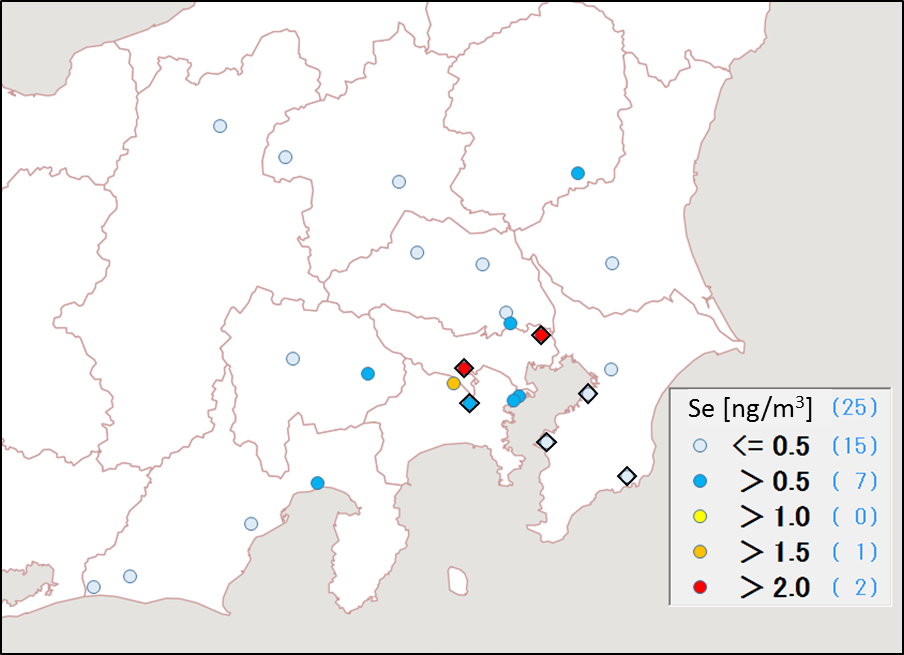 Se [ng/m³] (25)
<= 0.5 (15)
> 0.5 ( 7)
> 1.0 ( 0)
> 1.5 ( 1)
> 2.0 ( 2)